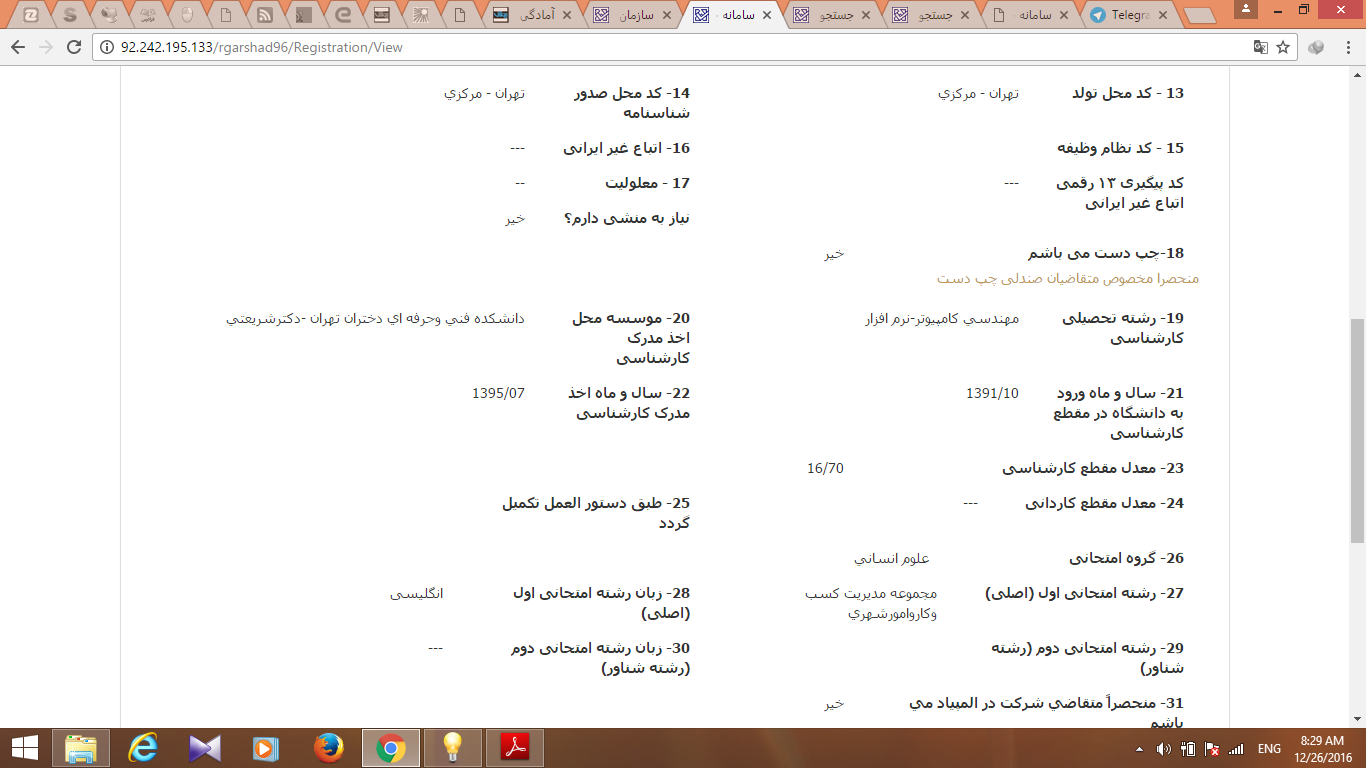 آمادگی
سازمان
سامانه
جستجو
جستجو
سامانه
Telegra
92.242.195.133/rgarshad96/Registration/View
13 - کد محل تولد
تهران - مرکزي
14- کد محل صدور
شناسنامه
تهران - مرکزي
15 - کد نظام وظیفه
16- اتباع غیر ایرانی
---
کد پیگیری ۱۳ رقمی
اتباع غیر ایرانی
---
17 - معلولیت
--
نیاز به منشی دارم؟
خیر
18-چپ دست می باشم
خیر
منحصرا مخصوص متقاضیان صندلی چپ دست
19- رشته تحصیلی
کارشناسی
مهندسي کامپيوتر-نرم افزار
20- موسسه محل
اخذ مدرک
کارشناسی
دانشکده فني وحرفه اي دختران تهران -دکترشريعتي
21- سال و ماه ورود
به دانشگاه در مقطع
کارشناسی
1391/10
22- سال و ماه اخذ
مدرک کارشناسی
1395/07
23- معدل مقطع کارشناسی
16/70
24- معدل مقطع کاردانی
---
25- طبق دستور العمل تکمیل
گردد
26- گروه امتحانی
علوم انساني
27- رشته امتحانی اول (اصلی)
مجموعه مديريت کسب
وکاروامورشهري
28- زبان رشته امتحانی اول
(اصلی)
انگلیسی
29- رشته امتحانی دوم (رشته
شناور)
30- زبان رشته امتحانی دوم
(رشته شناور)
---
31- منحصراً متقاضي شرکت در المپیاد مي
باشم
خیر
ENG
8:29 AM
12/26/2016